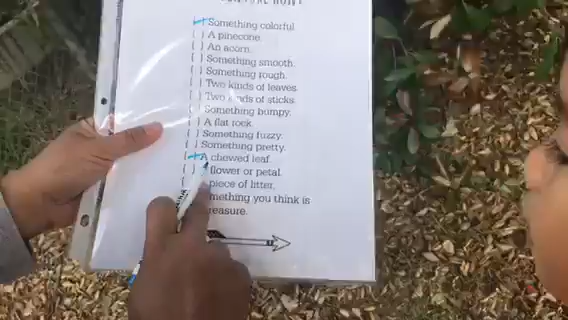 Something colorful.
( ) A pinecone.
( ) An acorn.
( ) Something smooth.
( ) Something rough.
( ) Two kinds of leaves.
( ) Two kinds of sticks.
( ) Something bumpy.
( ) A flat rock.
( ) Something fuzzy.
( ) Something pretty.
A chewed leaf.
flower or petal.
piece of litter.
mething you think is
reasure.